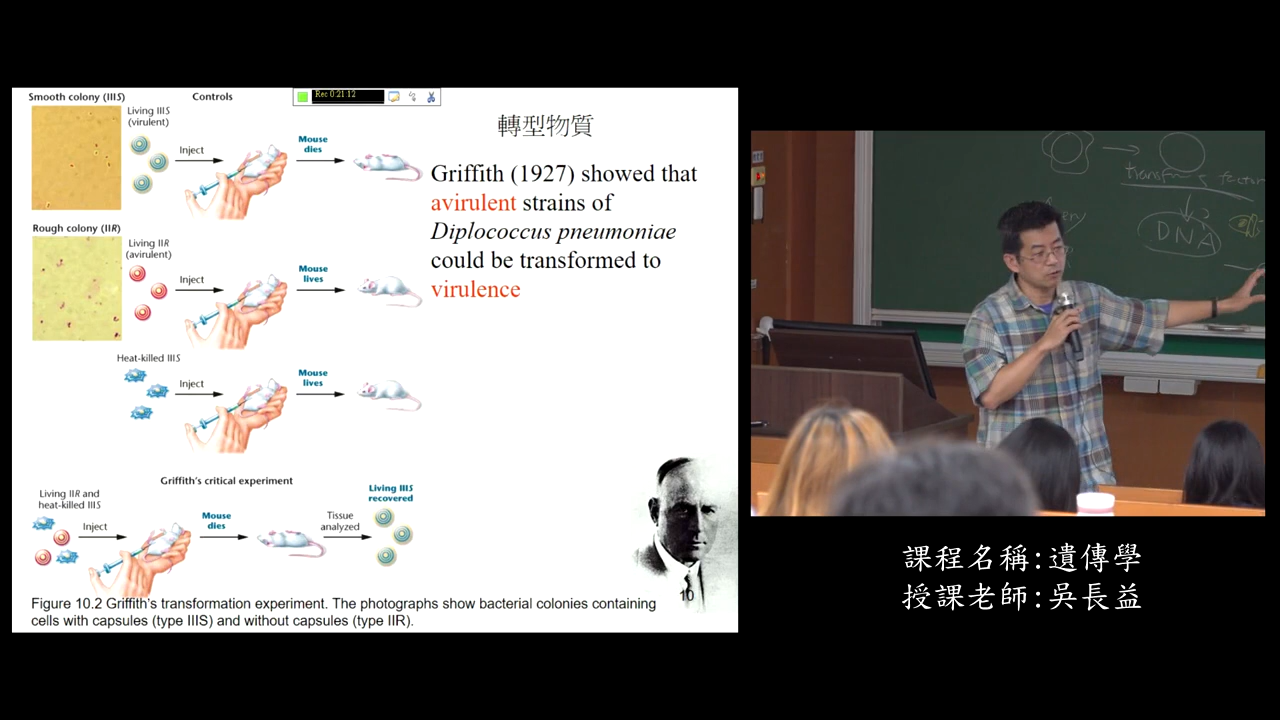 Smooth colony (IIIS)
Controls
Rec 0:21:12
Living IIIS
(virulent)
Inject
Mouse
dies
轉型物質
Griffith (1927) showed that
avirulent strains of
Diplococcus pneumoniae
could be transformed to
virulence
Rough colony (IIR)
Living IIR
(avirulent)
Inject
Mouse
lives
Heat-killed IIIS
Inject
Mouse
lives
Griffith's critical experiment
Living IIR and
heat-killed IIIS
Inject
Mouse
dies
Tissue
analyzed
Living IIIS
recovered
10
Figure 10.2 Griffith's transformation experiment. The photographs show bacterial colonies containing
cells with capsules (type IIIS) and without capsules (type IIR).
factor
DNA
課程名稱:遺傳學
授課老師:吳長益